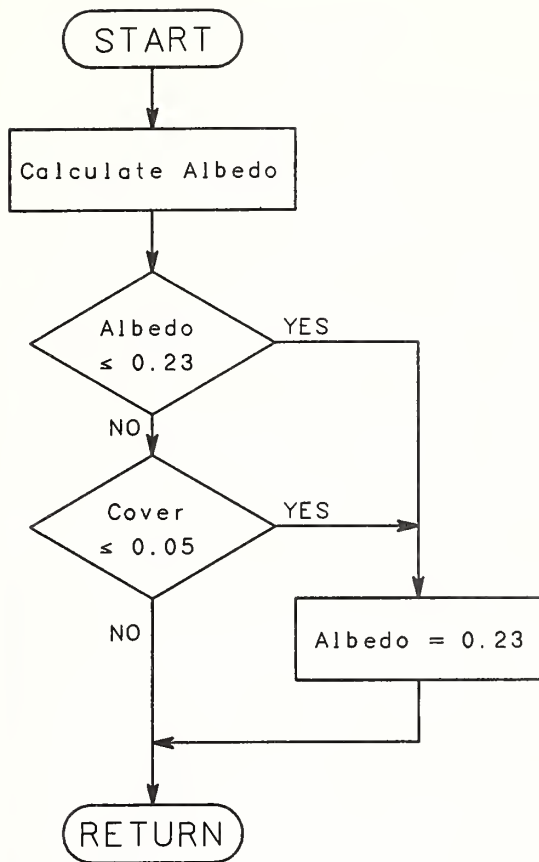 START
Calculate Albedo
Albedo
≤ 0.23
YES
NO
Cover
≤ 0.05
YES
NO
Albedo = 0.23
RETURN